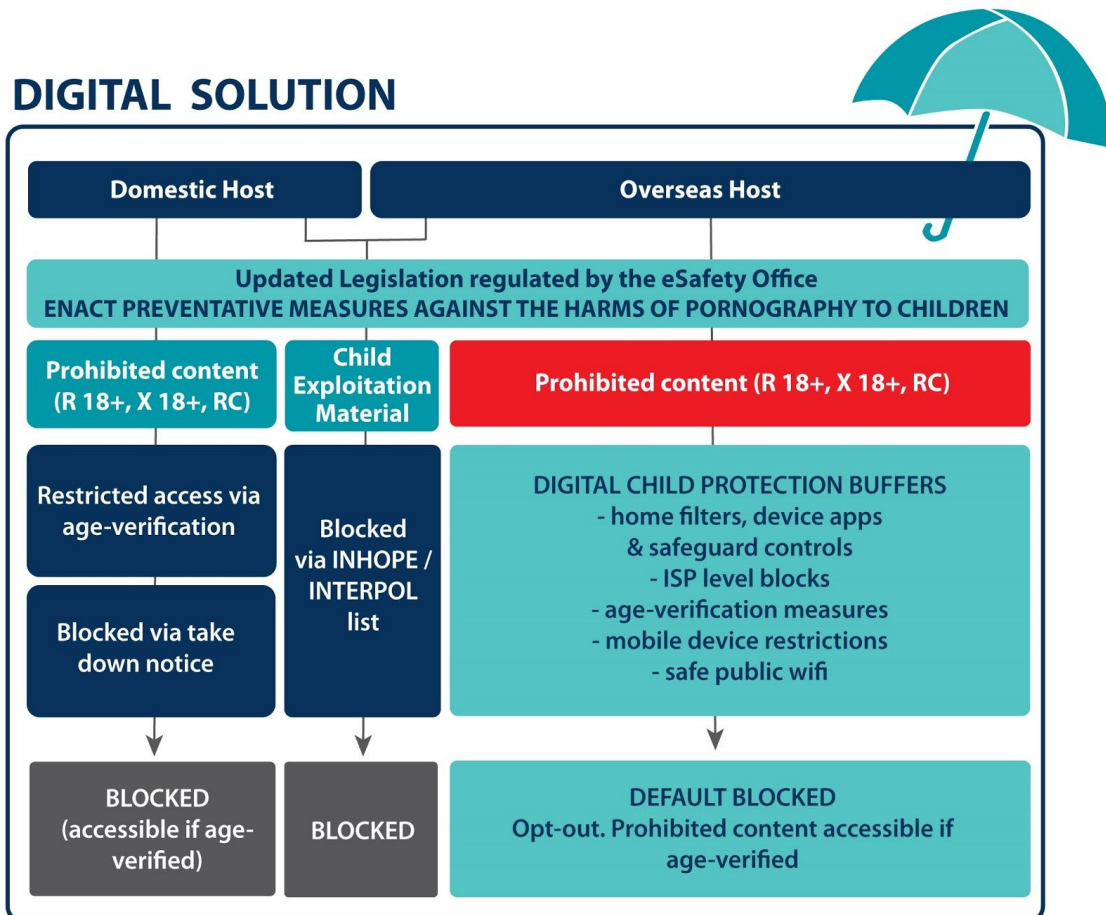 DIGITAL SOLUTION
Domestic Host
Overseas Host
Updated Legislation regulated by the eSafety Office
ENACT PREVENTATIVE MEASURES AGAINST THE HARMS OF PORNOGRAPHY TO CHILDREN
Prohibited content
(R 18+, X 18+, RC)
Child
Exploitation
Material
Prohibited content (R 18+, X 18+, RC)
Restricted access via
age-verification
Blocked via take
down notice
Blocked
via INHOPE /
INTERPOL
list
DIGITAL CHILD PROTECTION BUFFERS
- home filters, device apps
& safeguard controls
- ISP level blocks
- age-verification measures
- mobile device restrictions
- safe public wifi
BLOCKED
(accessible if age-
verified)
BLOCKED
DEFAULT BLOCKED
Opt-out. Prohibited content accessible if
age-verified